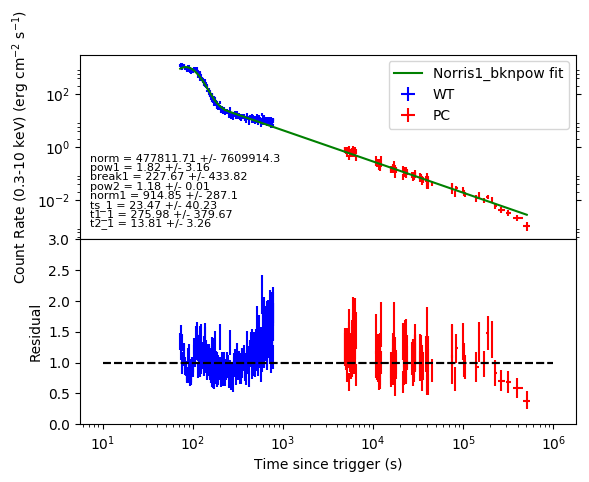 Count Rate (0.3-10 keV) (erg cm⁻² s⁻¹)
10²
10⁰
10⁻²
Norris1_bknpow fit
WT
PC
norm = 477811.71 +/- 7609914.3
pow1 = 1.82 +/- 3.16
break1 = 227.67 +/- 433.82
pow2 = 1.18 +/- 0.01
norm1 = 914.85 +/- 287.1
ts_1 = 23.47 +/- 40.23
t1_1 = 275.98 +/- 379.67
t2_1 = 13.81 +/- 3.26
Residual
3.0
2.5
2.0
1.5
1.0
0.5
0.0
10¹ 10² 10³ 10⁴ 10⁵ 10⁶
Time since trigger (s)